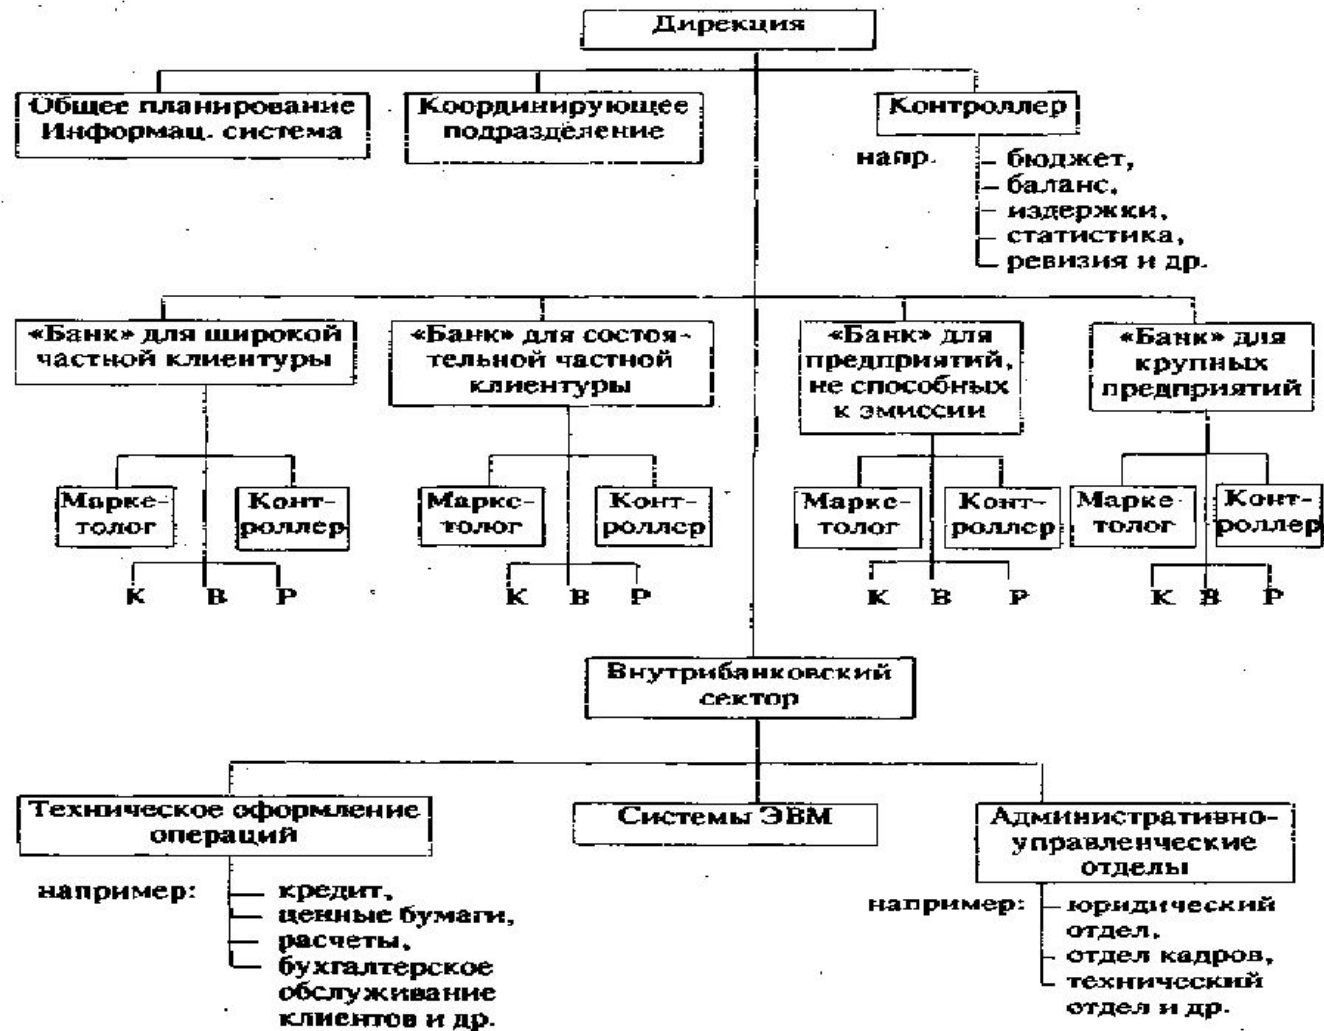 Дирекция
Общее планирование
Информац. система
Координирующее
подразделение
Контроллер
напр.
бюджет,
баланс,
издержки,
статистика,
ревизия и др.
«Банк» для широкой
частной клиентуры
«Банк» для состоя-
тельной частной
клиентуры
«Банк» для
предприятий,
не способных
к эмиссии
«Банк» для
крупных
предприятий
Марке-
толог
Конт-
роллер
Марке-
толог
Конт-
роллер
Марке-
толог
Конт-
роллер
Марке-
толог
Конт-
роллер
К В Р
К В Р
К В Р
К В Р
Внутрибанковский
сектор
Техническое оформление
операций
Системы ЭВМ
Административно-
управленческие
отделы
например:
кредит,
ценные бумаги,
расчеты,
бухгалтерское
обслуживание
клиентов и др.
например:
юридический
отдел,
отдел кадров,
технический
отдел и др.